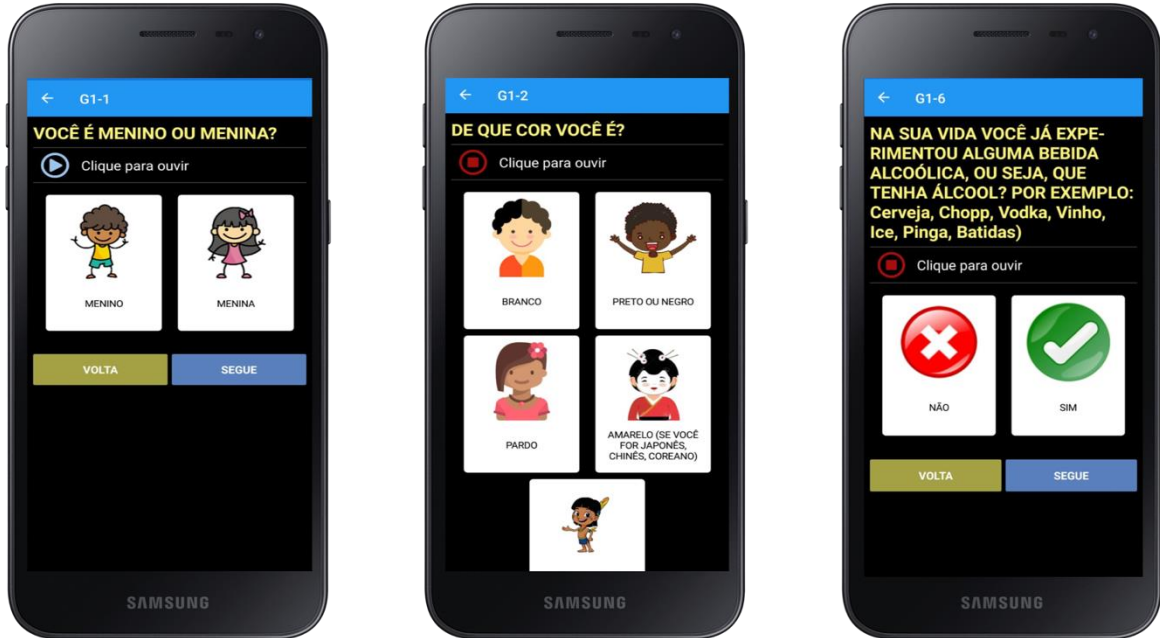 G1-1
VOCÊ É MENINO OU MENINA?
Clique para ouvir
MENINO
MENINA
VOLTA
SEGUE
SAMSUNG
G1-2
DE QUE COR VOCÊ É?
Clique para ouvir
BRANCO
PRETO OU NEGRO
PARDO
AMARELO (SE VOCÊ
FOR JAPONÊS,
CHINÊS, COREANO)
SAMSUNG
G1-6
NA SUA VIDA VOCÊ JÁ EXPE-
RIMENTOU ALGUMA BEBIDA
ALCOÓLICA, OU SEJA, QUE
TENHA ÁLCOOL? POR EXEMPLO:
Cerveja, Chopp, Vodka, Vinho,
Ice, Pinga, Batidas)
Clique para ouvir
NÃO
SIM
VOLTA
SEGUE
SAMSUNG